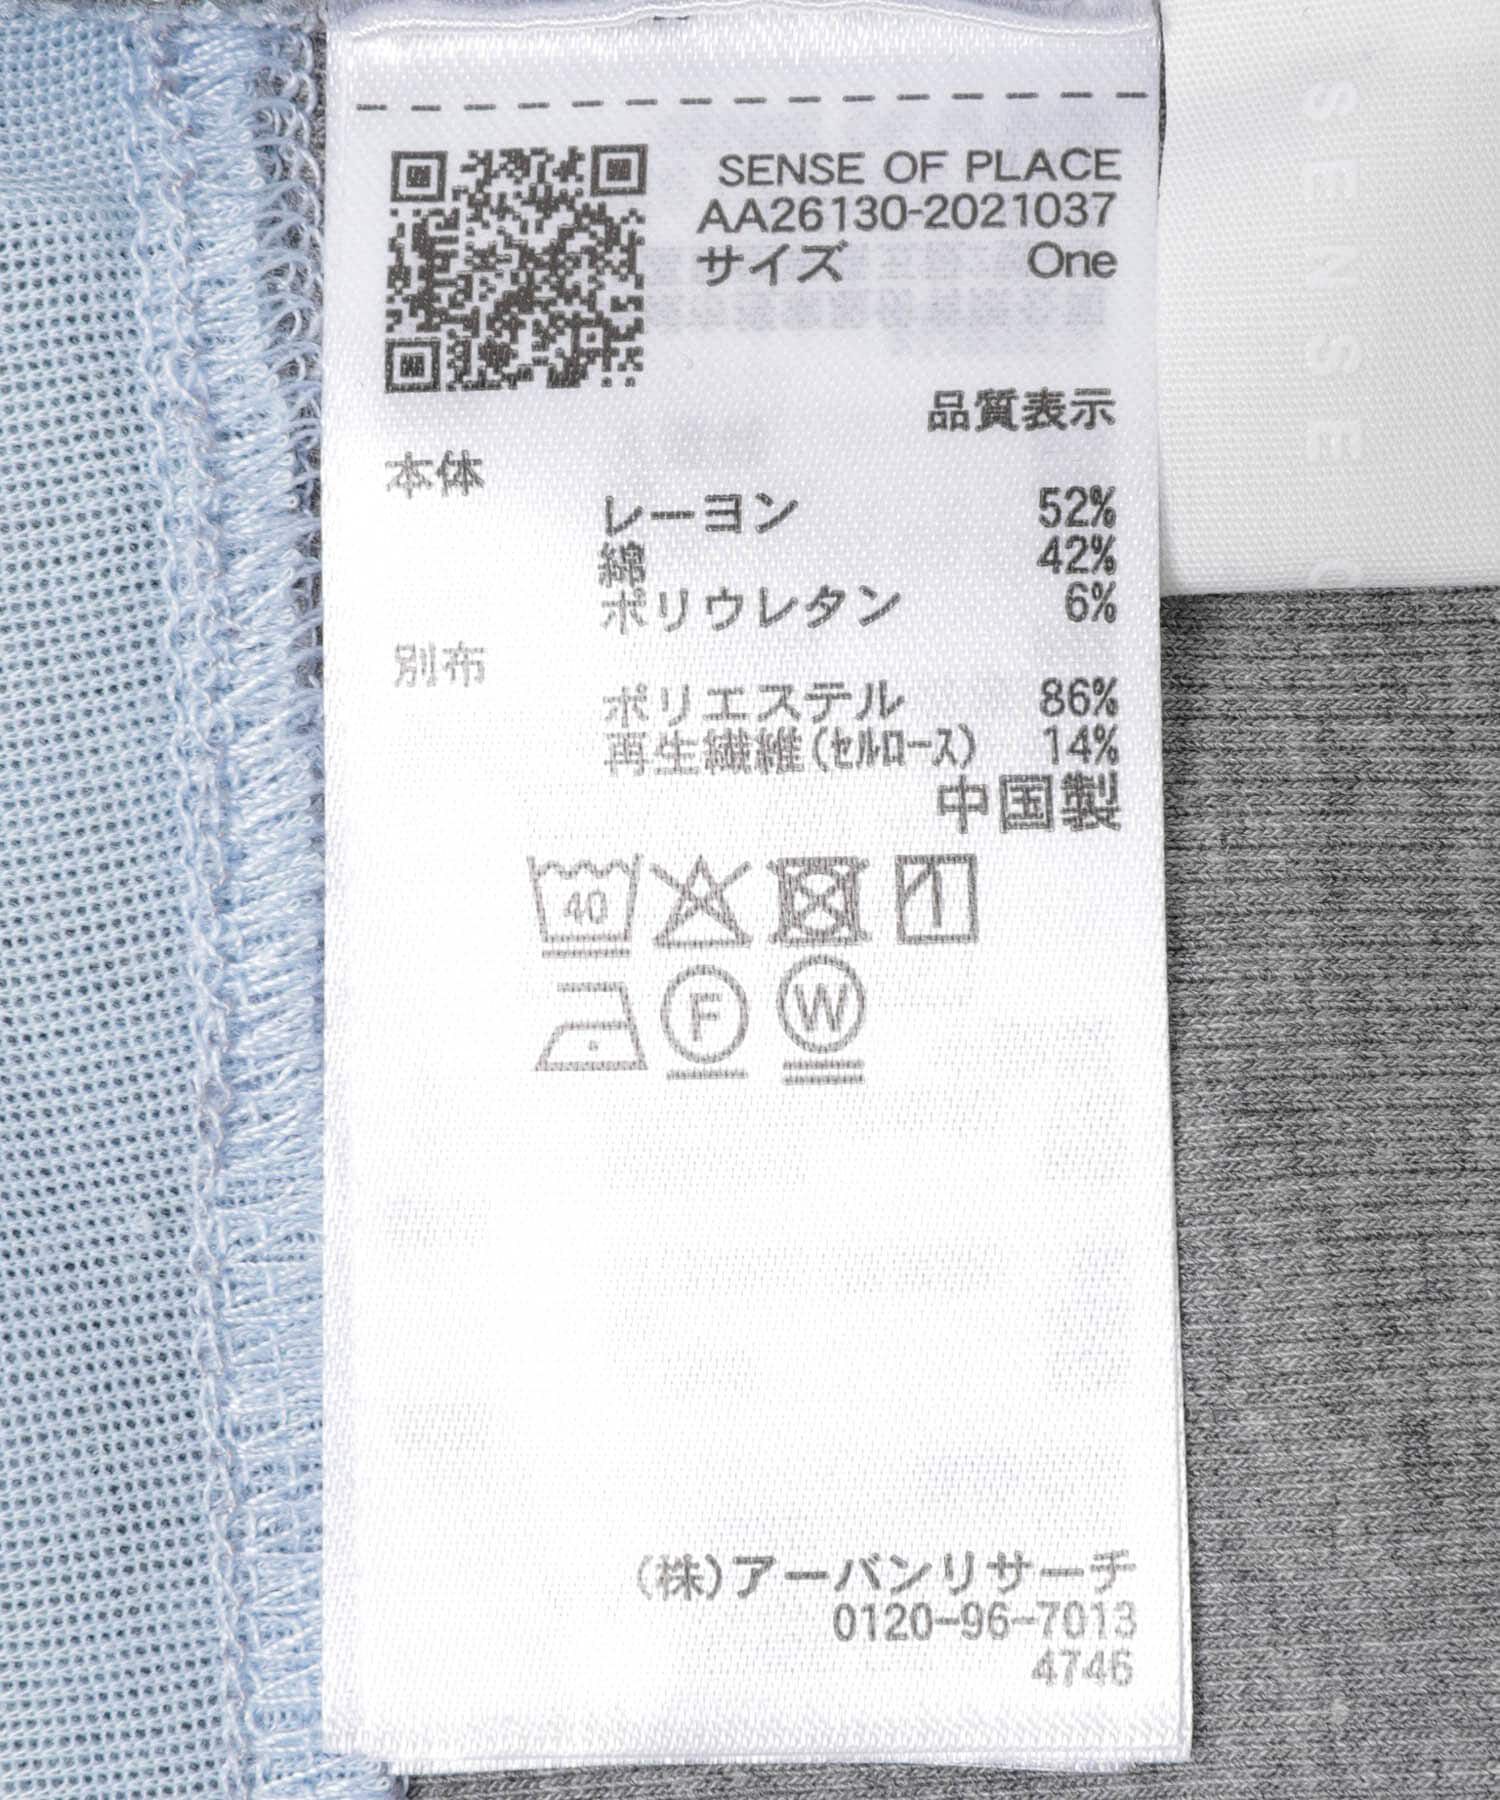 SENSE OF PLACE
AA26130-2021037
サイズ One
品質表示
本体
レーヨン 52%
綿 42%
ポリウレタン 6%
別布
ポリエステル 86%
再生繊維(セルロース) 14%
中国製
40
F W
(株)アーバンリサーチ
0120-96-7013
4746
SENSE